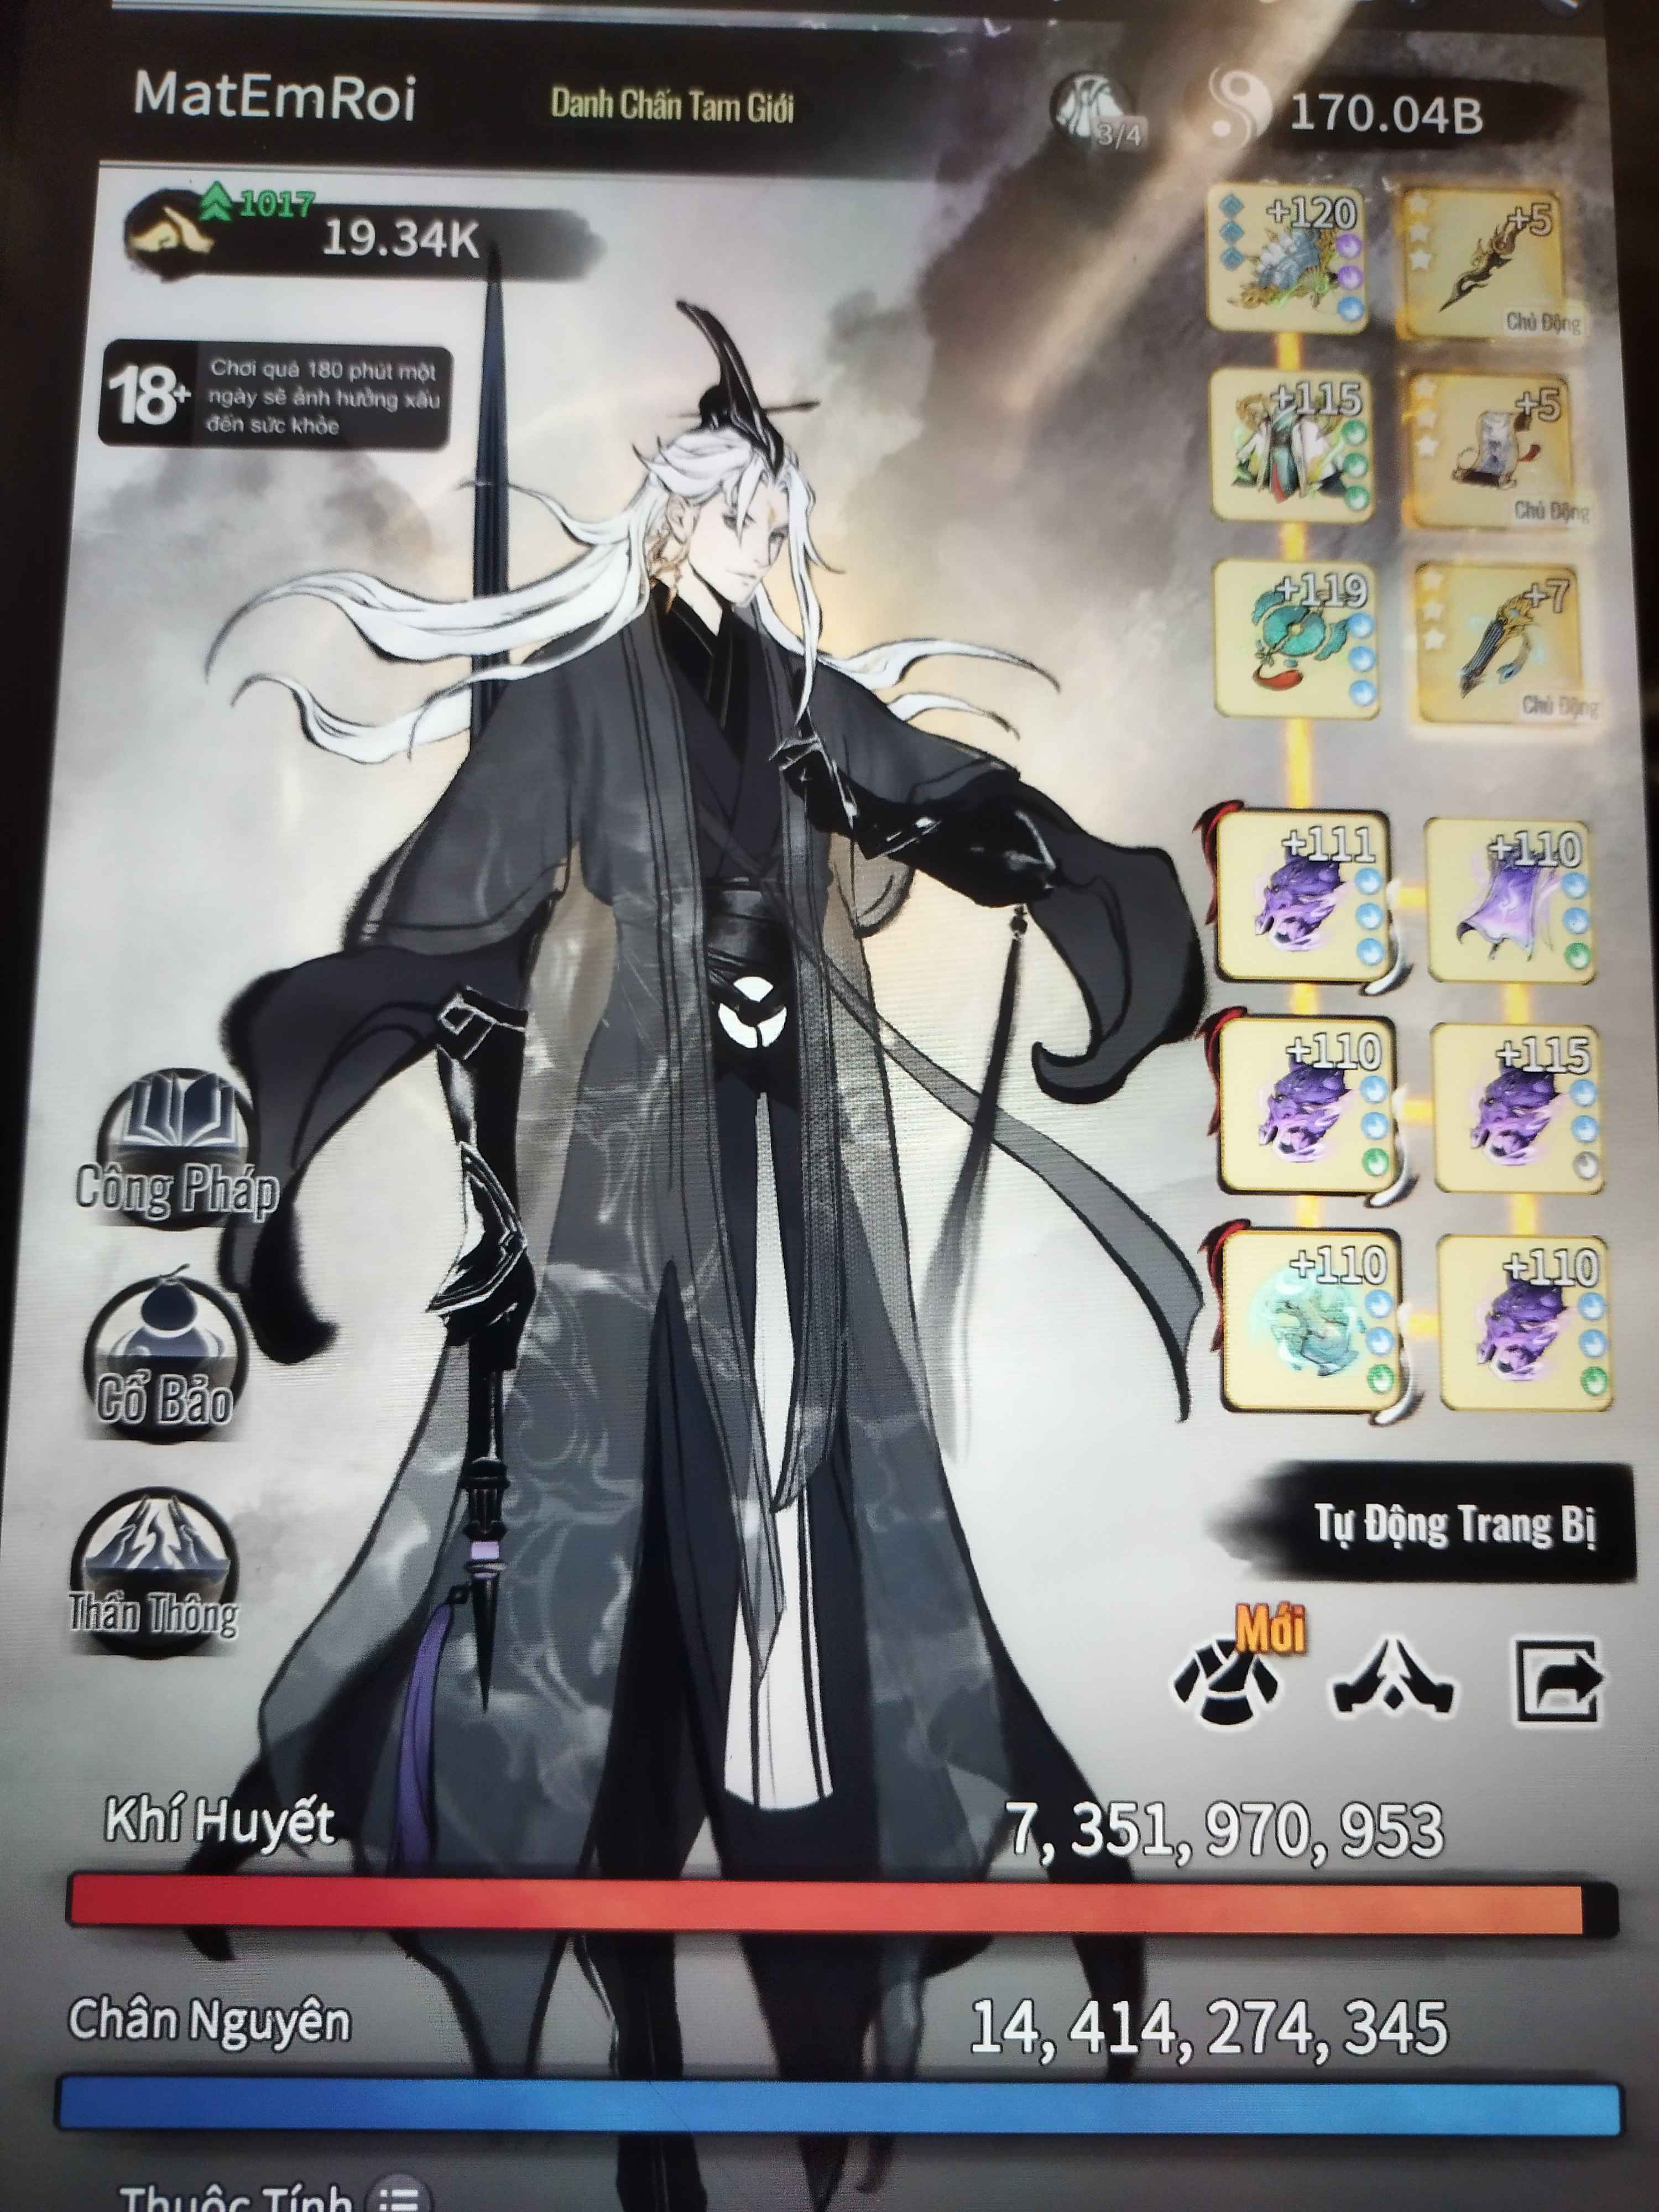 MatEmRoi
Danh Chấn Tam Giới
3/4
170.04B
1017
19.34K
18+
Chơi quá 180 phút một
ngày sẽ ảnh hưởng xấu
đến sức khỏe
+120
+5
Chủ Động
+115
+5
Chủ Động
+119
+7
Chủ Động
+111
+110
+110
+115
+110
+110
Công Pháp
Cổ Bảo
Thần Thông
Tự Động Trang Bị
Mới
Khí Huyết
7,351,970,953
Chân Nguyên
14,414,274,345
Thuộc Tính